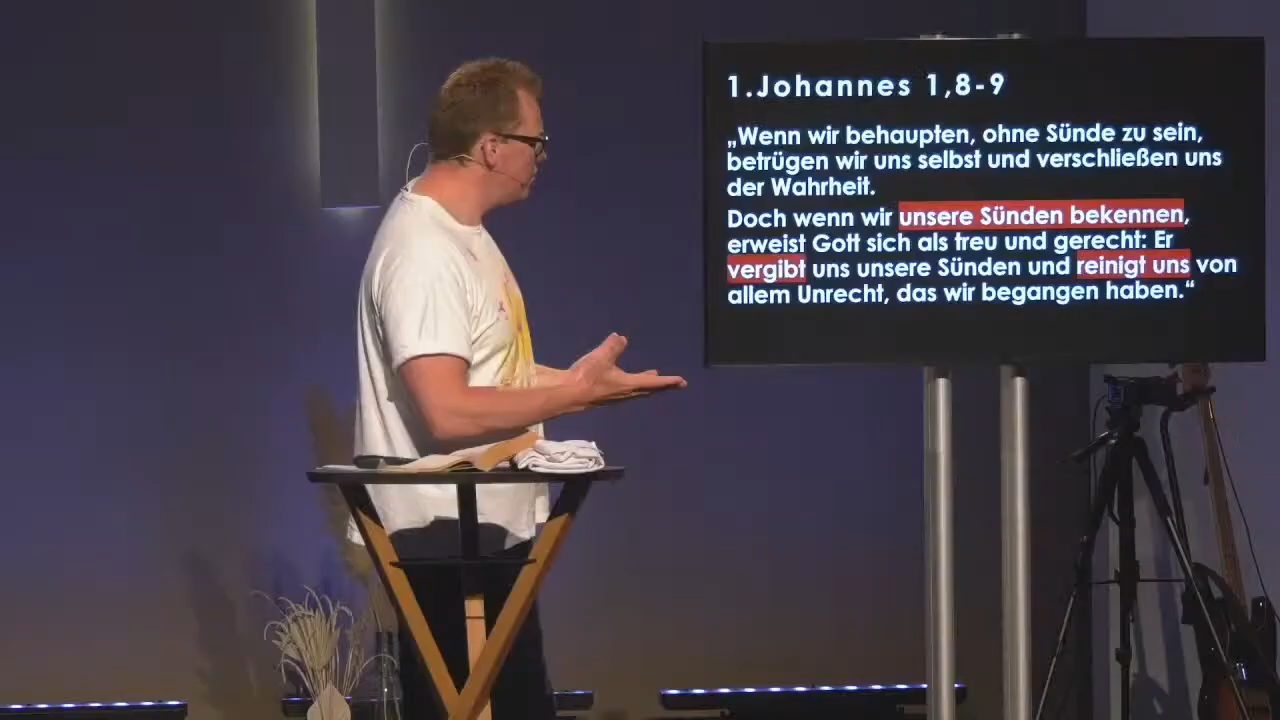 1.Johannes 1,8-9
„Wenn wir behaupten, ohne Sünde zu sein,
betrügen wir uns selbst und verschließen uns
der Wahrheit.
Doch wenn wir unsere Sünden bekennen,
erweist Gott sich als treu und gerecht: Er
vergibt uns unsere Sünden und reinigt uns von
allem Unrecht, das wir begangen haben.“